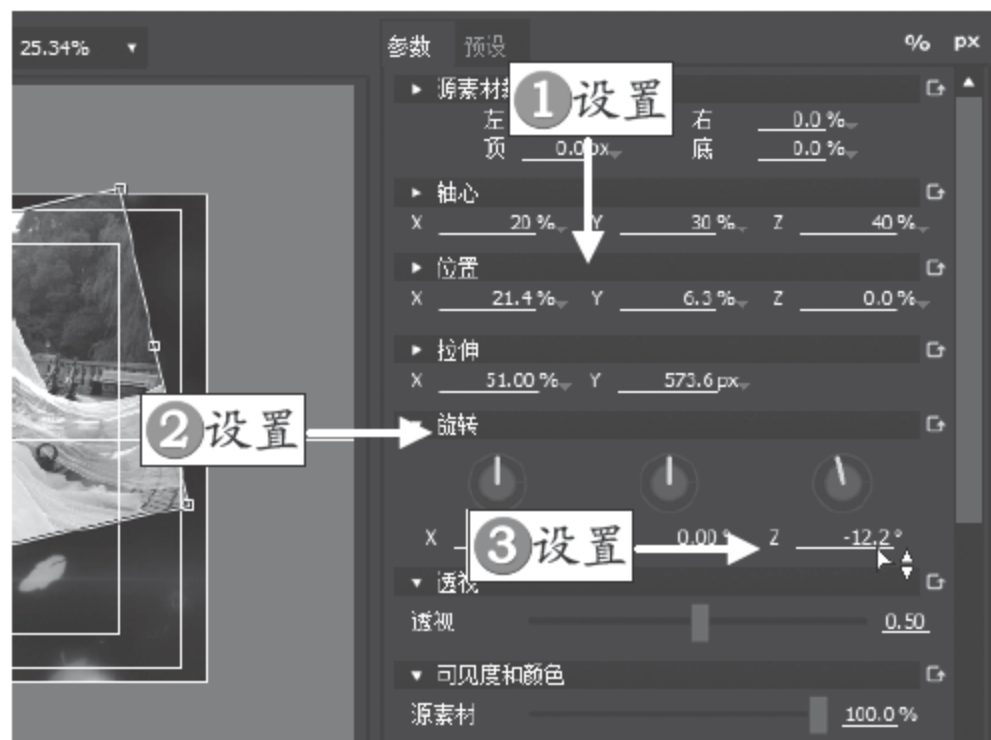 25.34%
参数 预设 % px
源素材
①设置
左 右 0.0 %
顶 0.0 px 底 0.0 %
轴心
X 20 % Y 30 % Z 40 %
位置
X 21.4 % Y 6.3 % Z 0.0 %
拉伸
X 51.00 % Y 573.6 px
②设置
旋转
③设置
X 0.00 ° Z -12.2 °
透视
透视 0.50
可见度和颜色
源素材 100.0 %